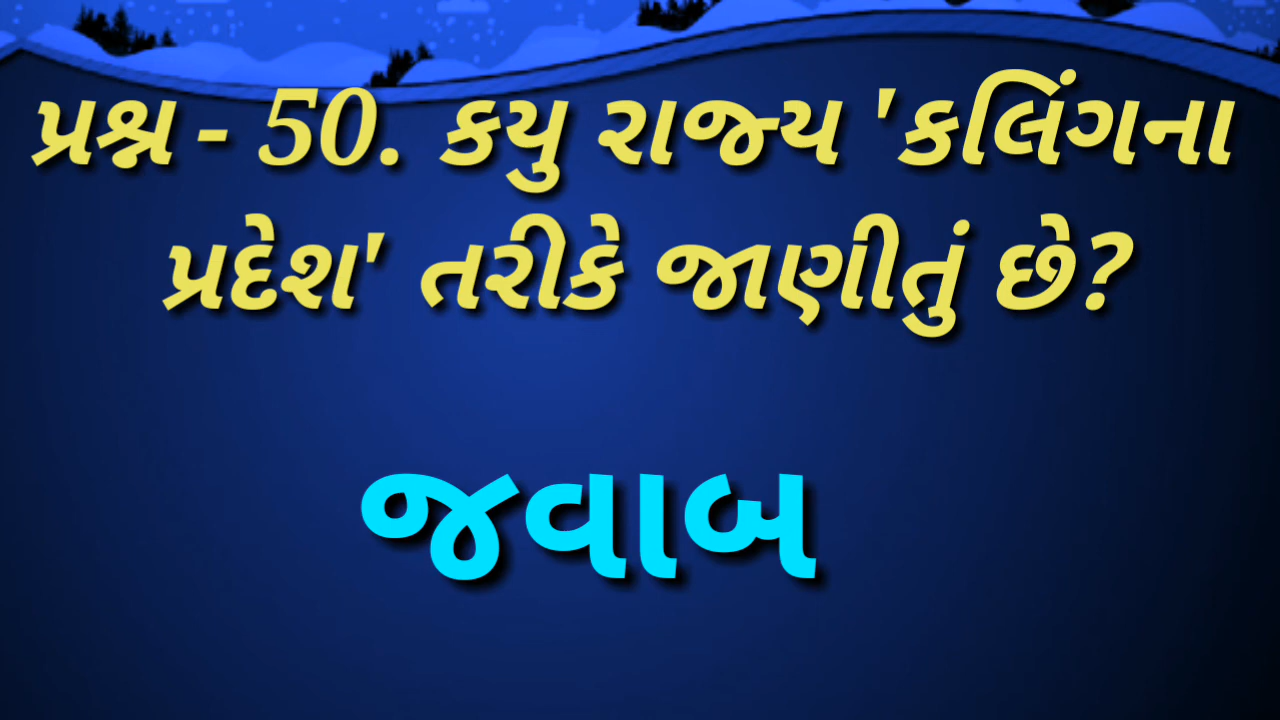 પ્રશ્ન - 50. કયુ રાજ્ય 'કલિંગના
પ્રદેશ' તરીકે જાણીતું છે?
જવાબ